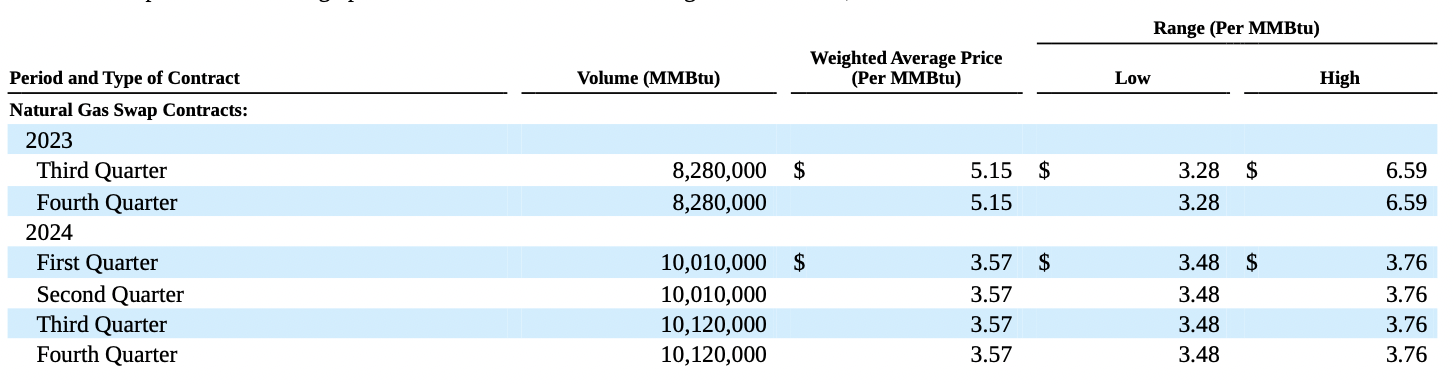 Range (Per MMBtu)
Weighted Average Price
Period and Type of Contract Volume (MMBtu) (Per MMBtu) Low High
Natural Gas Swap Contracts:
2023
Third Quarter 8,280,000 $ 5.15 $ 3.28 $ 6.59
Fourth Quarter 8,280,000 5.15 3.28 6.59
2024
First Quarter 10,010,000 $ 3.57 $ 3.48 $ 3.76
Second Quarter 10,010,000 3.57 3.48 3.76
Third Quarter 10,120,000 3.57 3.48 3.76
Fourth Quarter 10,120,000 3.57 3.48 3.76